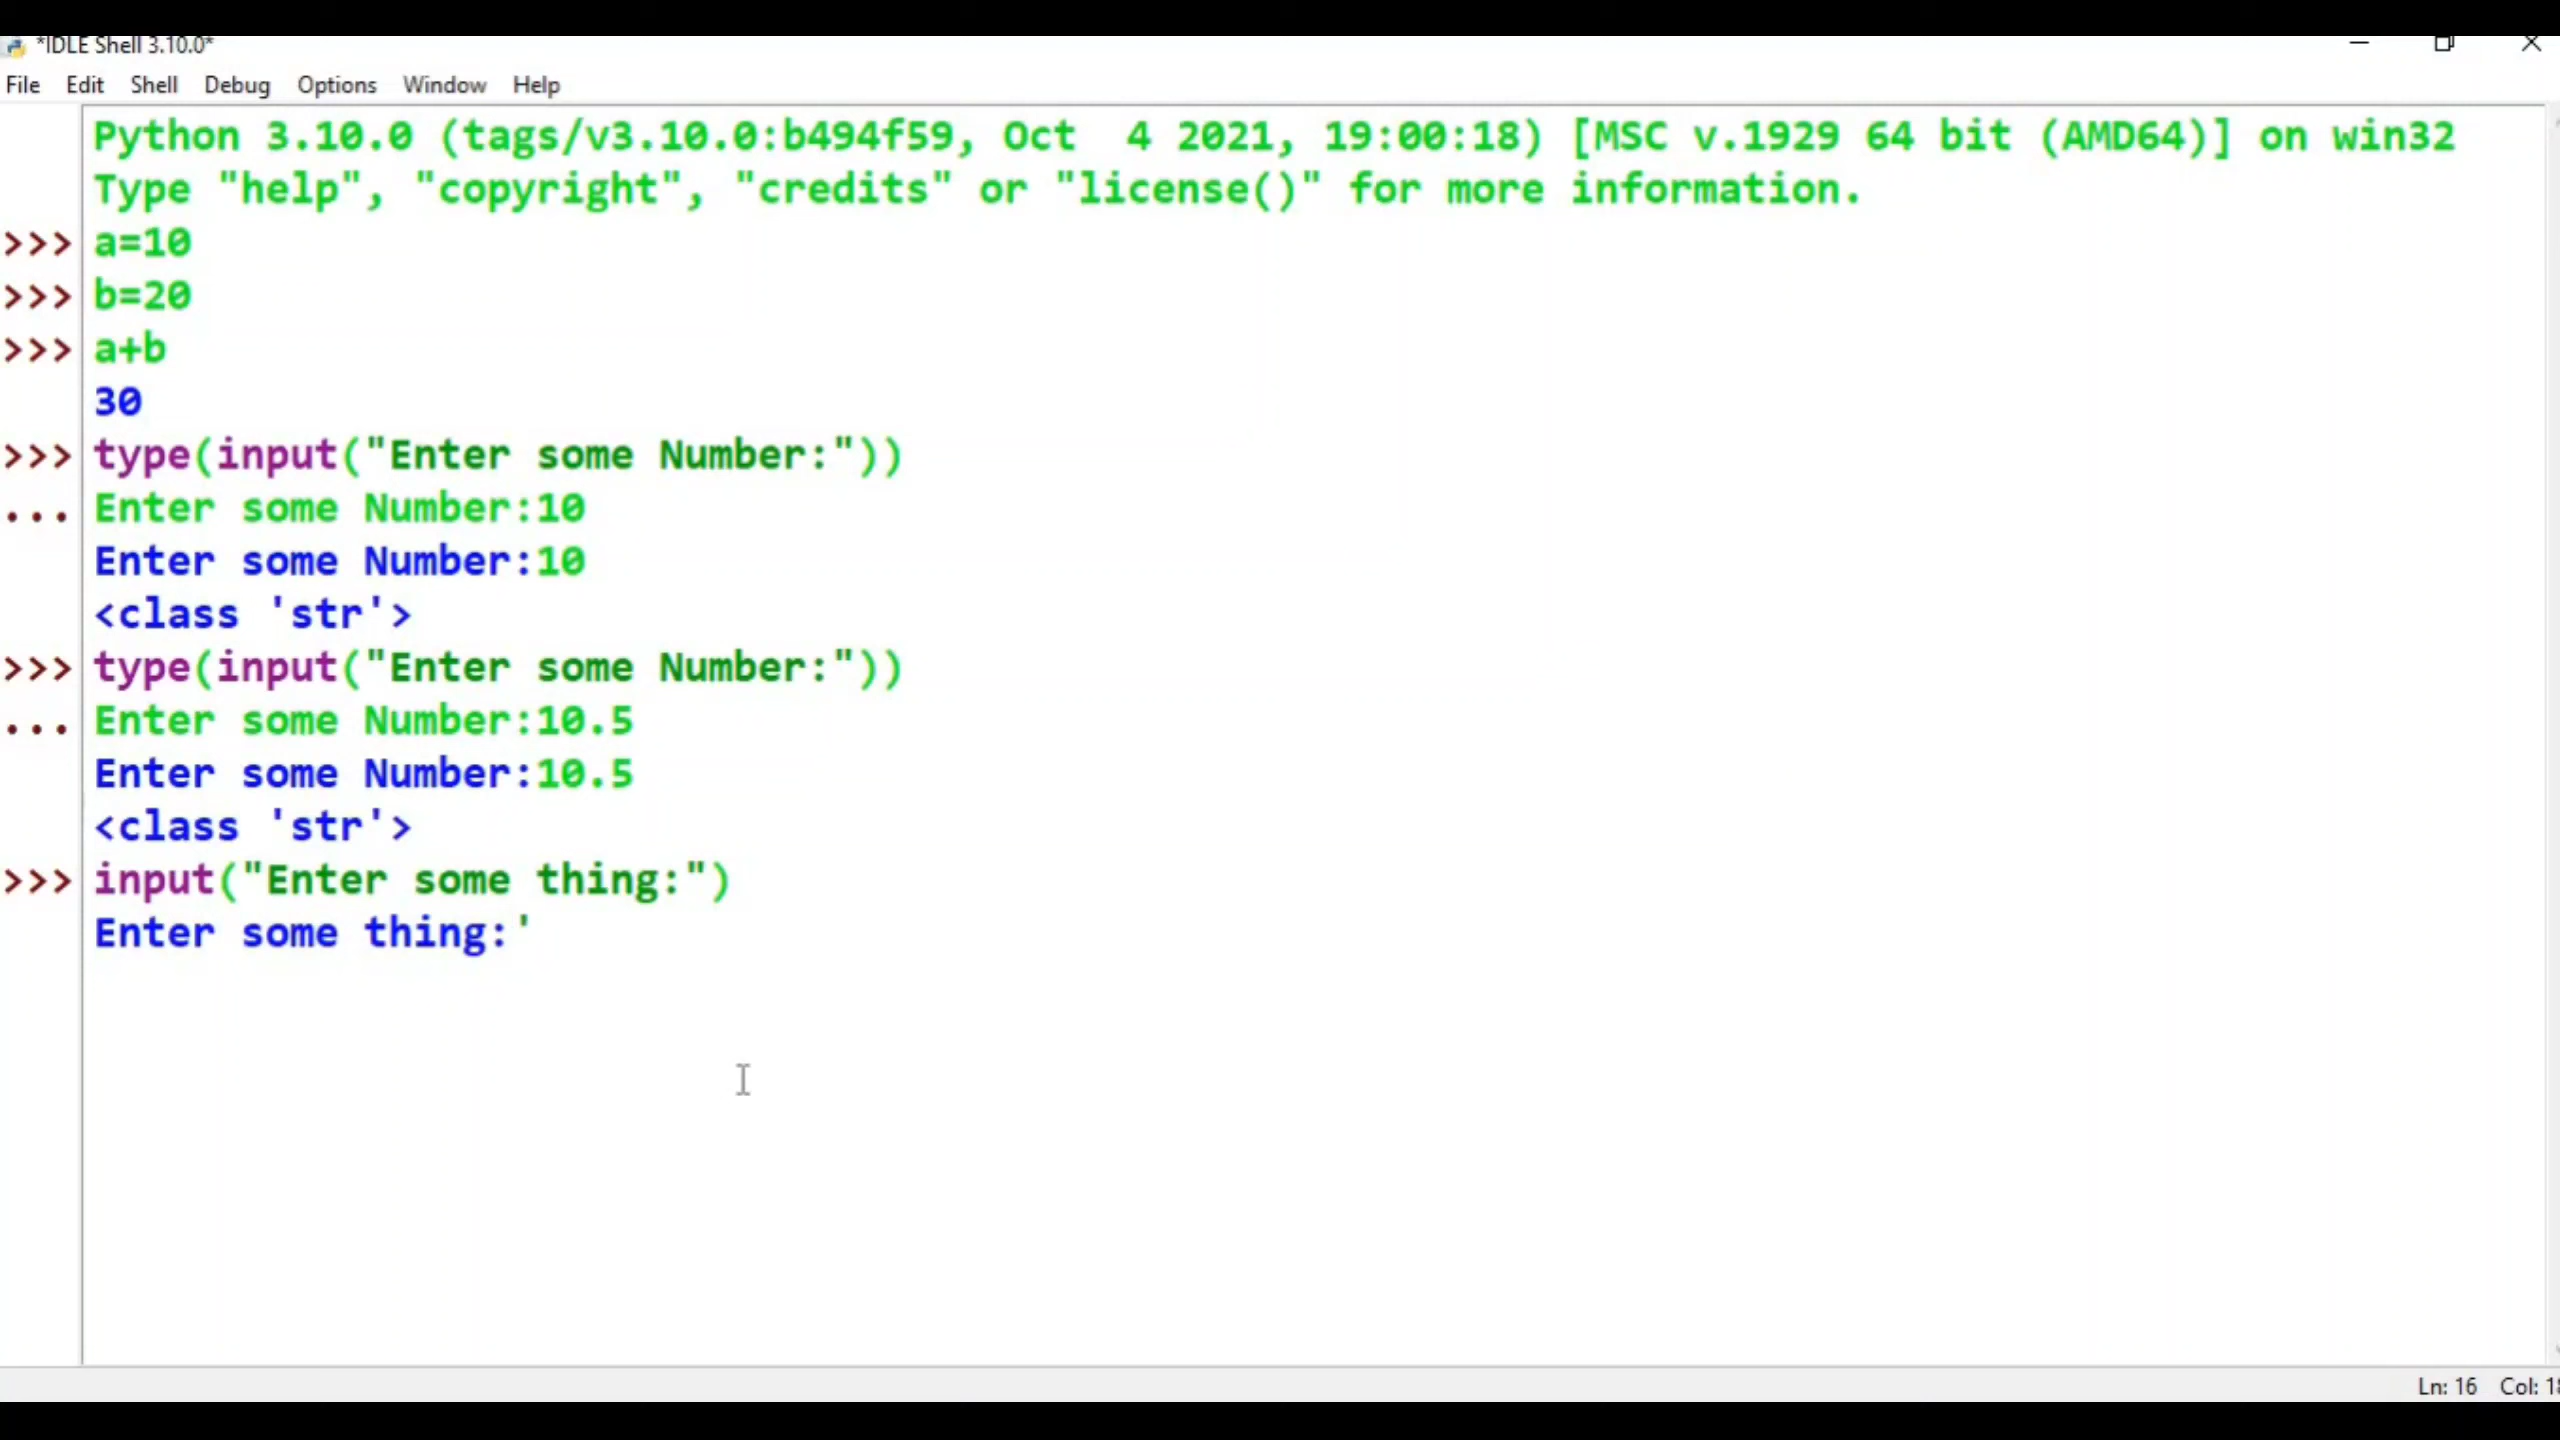 *IDLE Shell 3.10.0*
File Edit Shell Debug Options Window Help
Python 3.10.0 (tags/v3.10.0:b494f59, Oct  4 2021, 19:00:18) [MSC v.1929 64 bit (AMD64)] on win32
Type "help", "copyright", "credits" or "license()" for more information.
>>> a=10
>>> b=20
>>> a+b
30
>>> type(input("Enter some Number:"))
... Enter some Number:10
Enter some Number:10
<class 'str'>
>>> type(input("Enter some Number:"))
... Enter some Number:10.5
Enter some Number:10.5
<class 'str'>
>>> input("Enter some thing:")
Enter some thing:'
Ln: 16 Col: